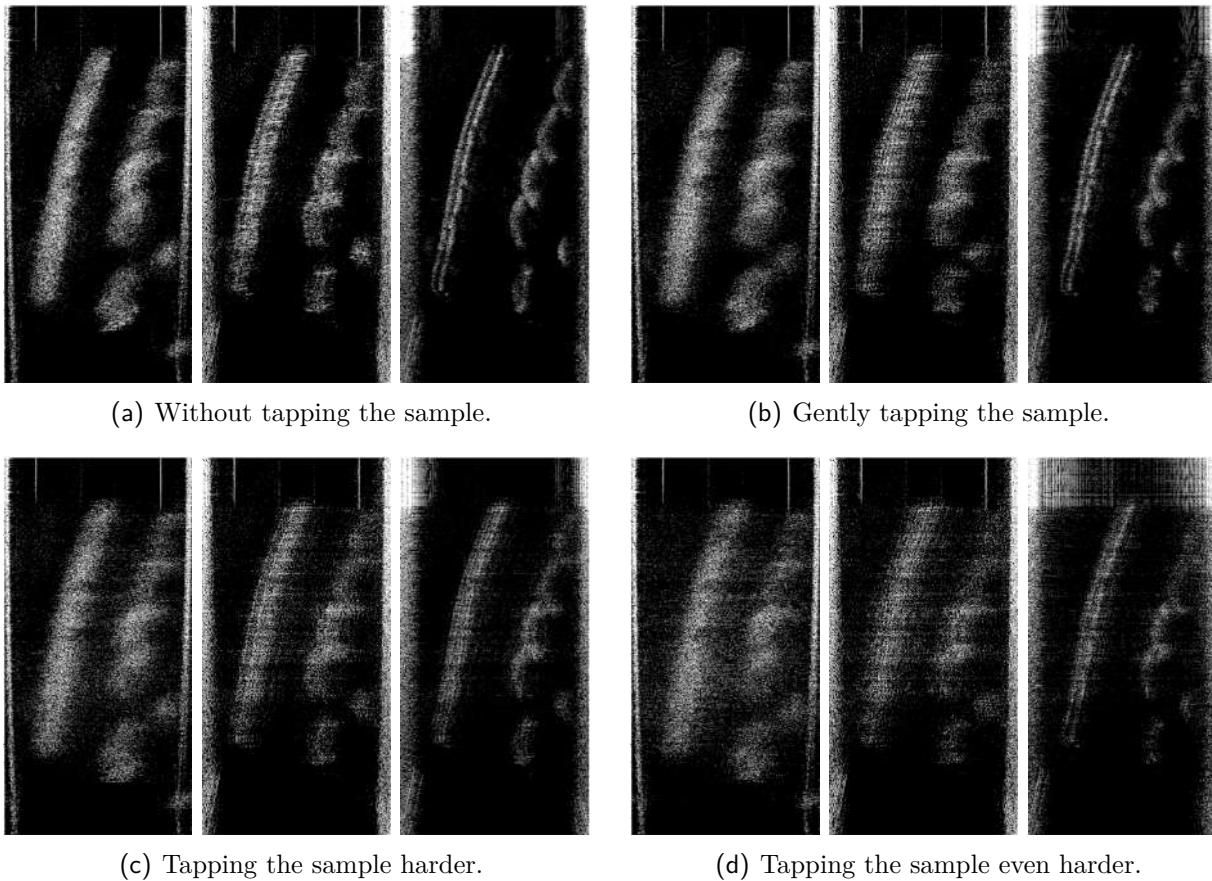 (a) Without tapping the sample.
(b) Gently tapping the sample.
(c) Tapping the sample harder.
(d) Tapping the sample even harder.